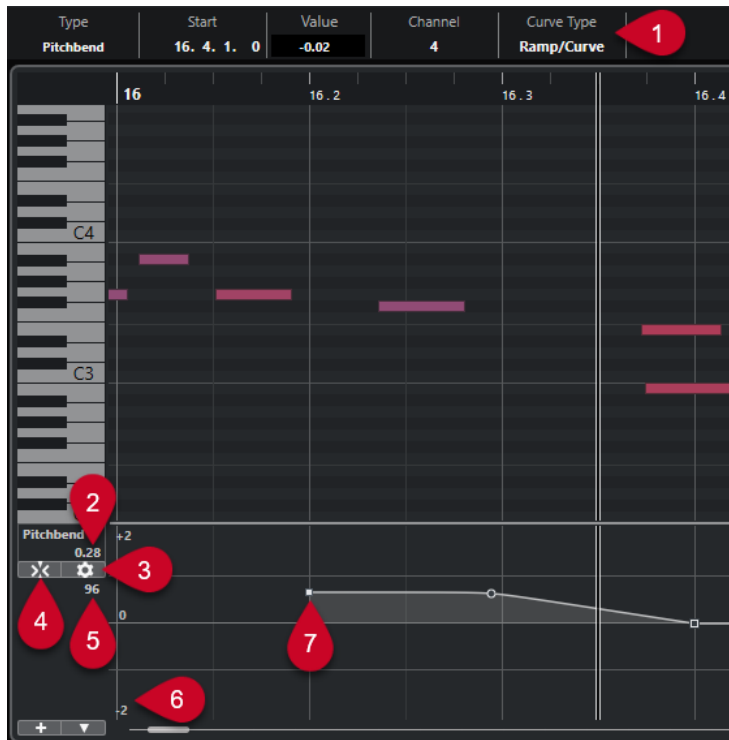 Type Start Value Channel Curve Type
Pitchbend 16. 4. 1. 0 -0.02 4 Ramp/Curve
1
16 16.2 16.3 16.4
C4
C3
2
Pitchbend +2
0.28
3
96
0
4 5 7
6
-2